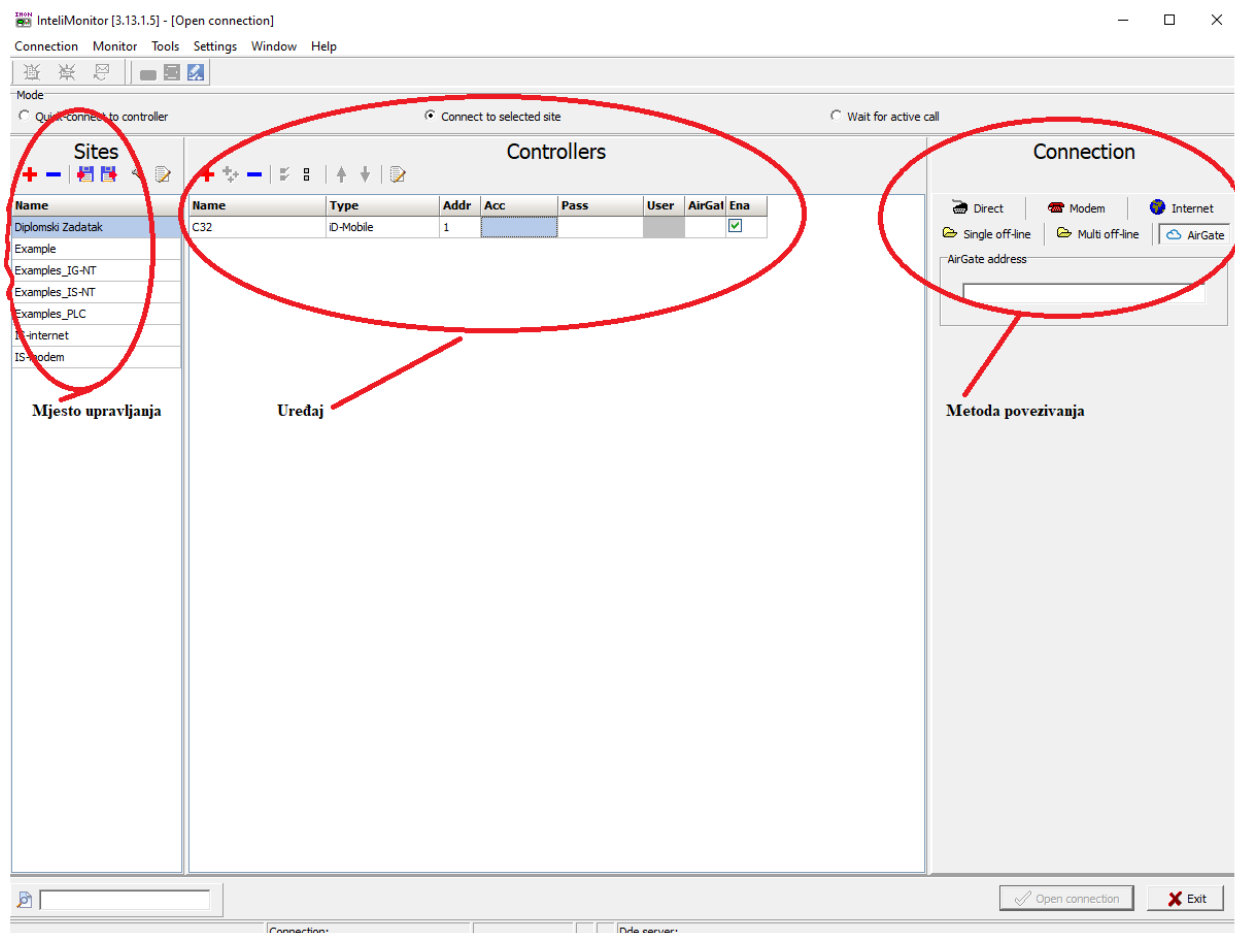 InteliMonitor [3.13.1.5] - [Open connection]
Connection Monitor Tools Settings Window Help
Mode
Quick-connect to controller Connect to selected site Wait for active call
Sites Controllers Connection
Name Name Type Addr Acc Pass User AirGat Ena
Direct Modem Internet
Diplomski Zadatak C32 iD-Mobile 1
Single off-line Multi off-line AirGate
Example
AirGate address
Examples_IG-NT
Examples_IS-NT
Examples_PLC
IS-internet
IS-modem
Mjesto upravljanja Uređaj Metoda povezivanja
Open connection Exit
Connection: Dde server: